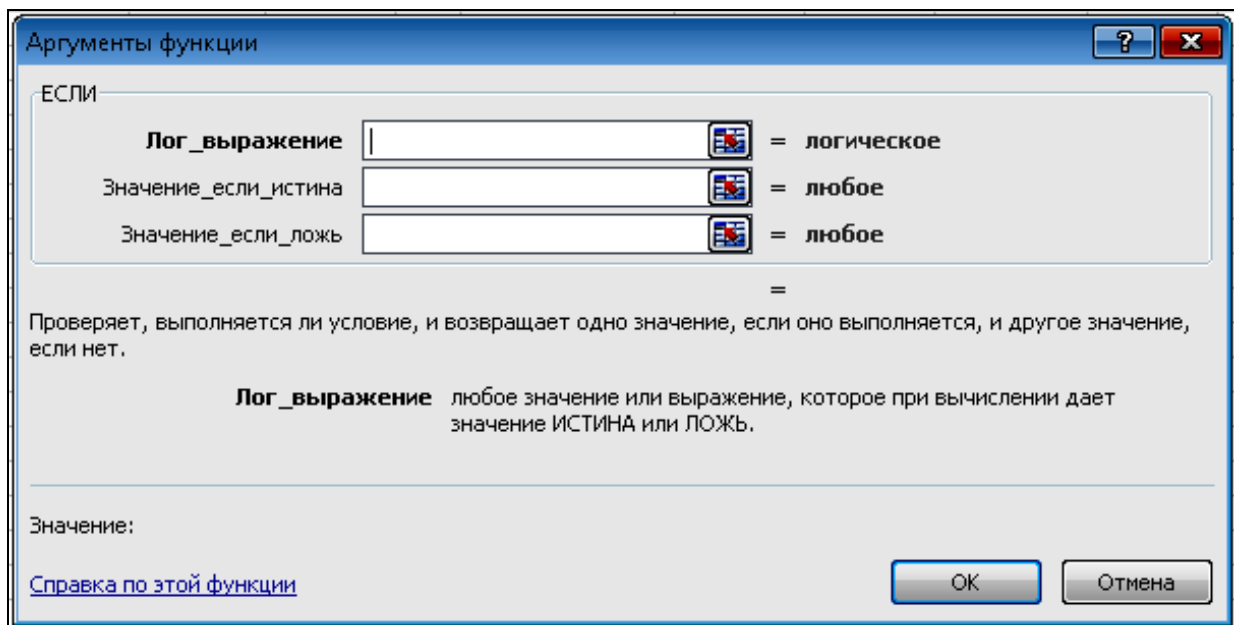 Аргументы функции
ЕСЛИ
Лог_выражение = логическое
Значение_если_истина = любое
Значение_если_ложь = любое
=
Проверяет, выполняется ли условие, и возвращает одно значение, если оно выполняется, и другое значение,
если нет.
Лог_выражение любое значение или выражение, которое при вычислении дает
значение ИСТИНА или ЛОЖЬ.
Значение:
Справка по этой функции
ОК
Отмена